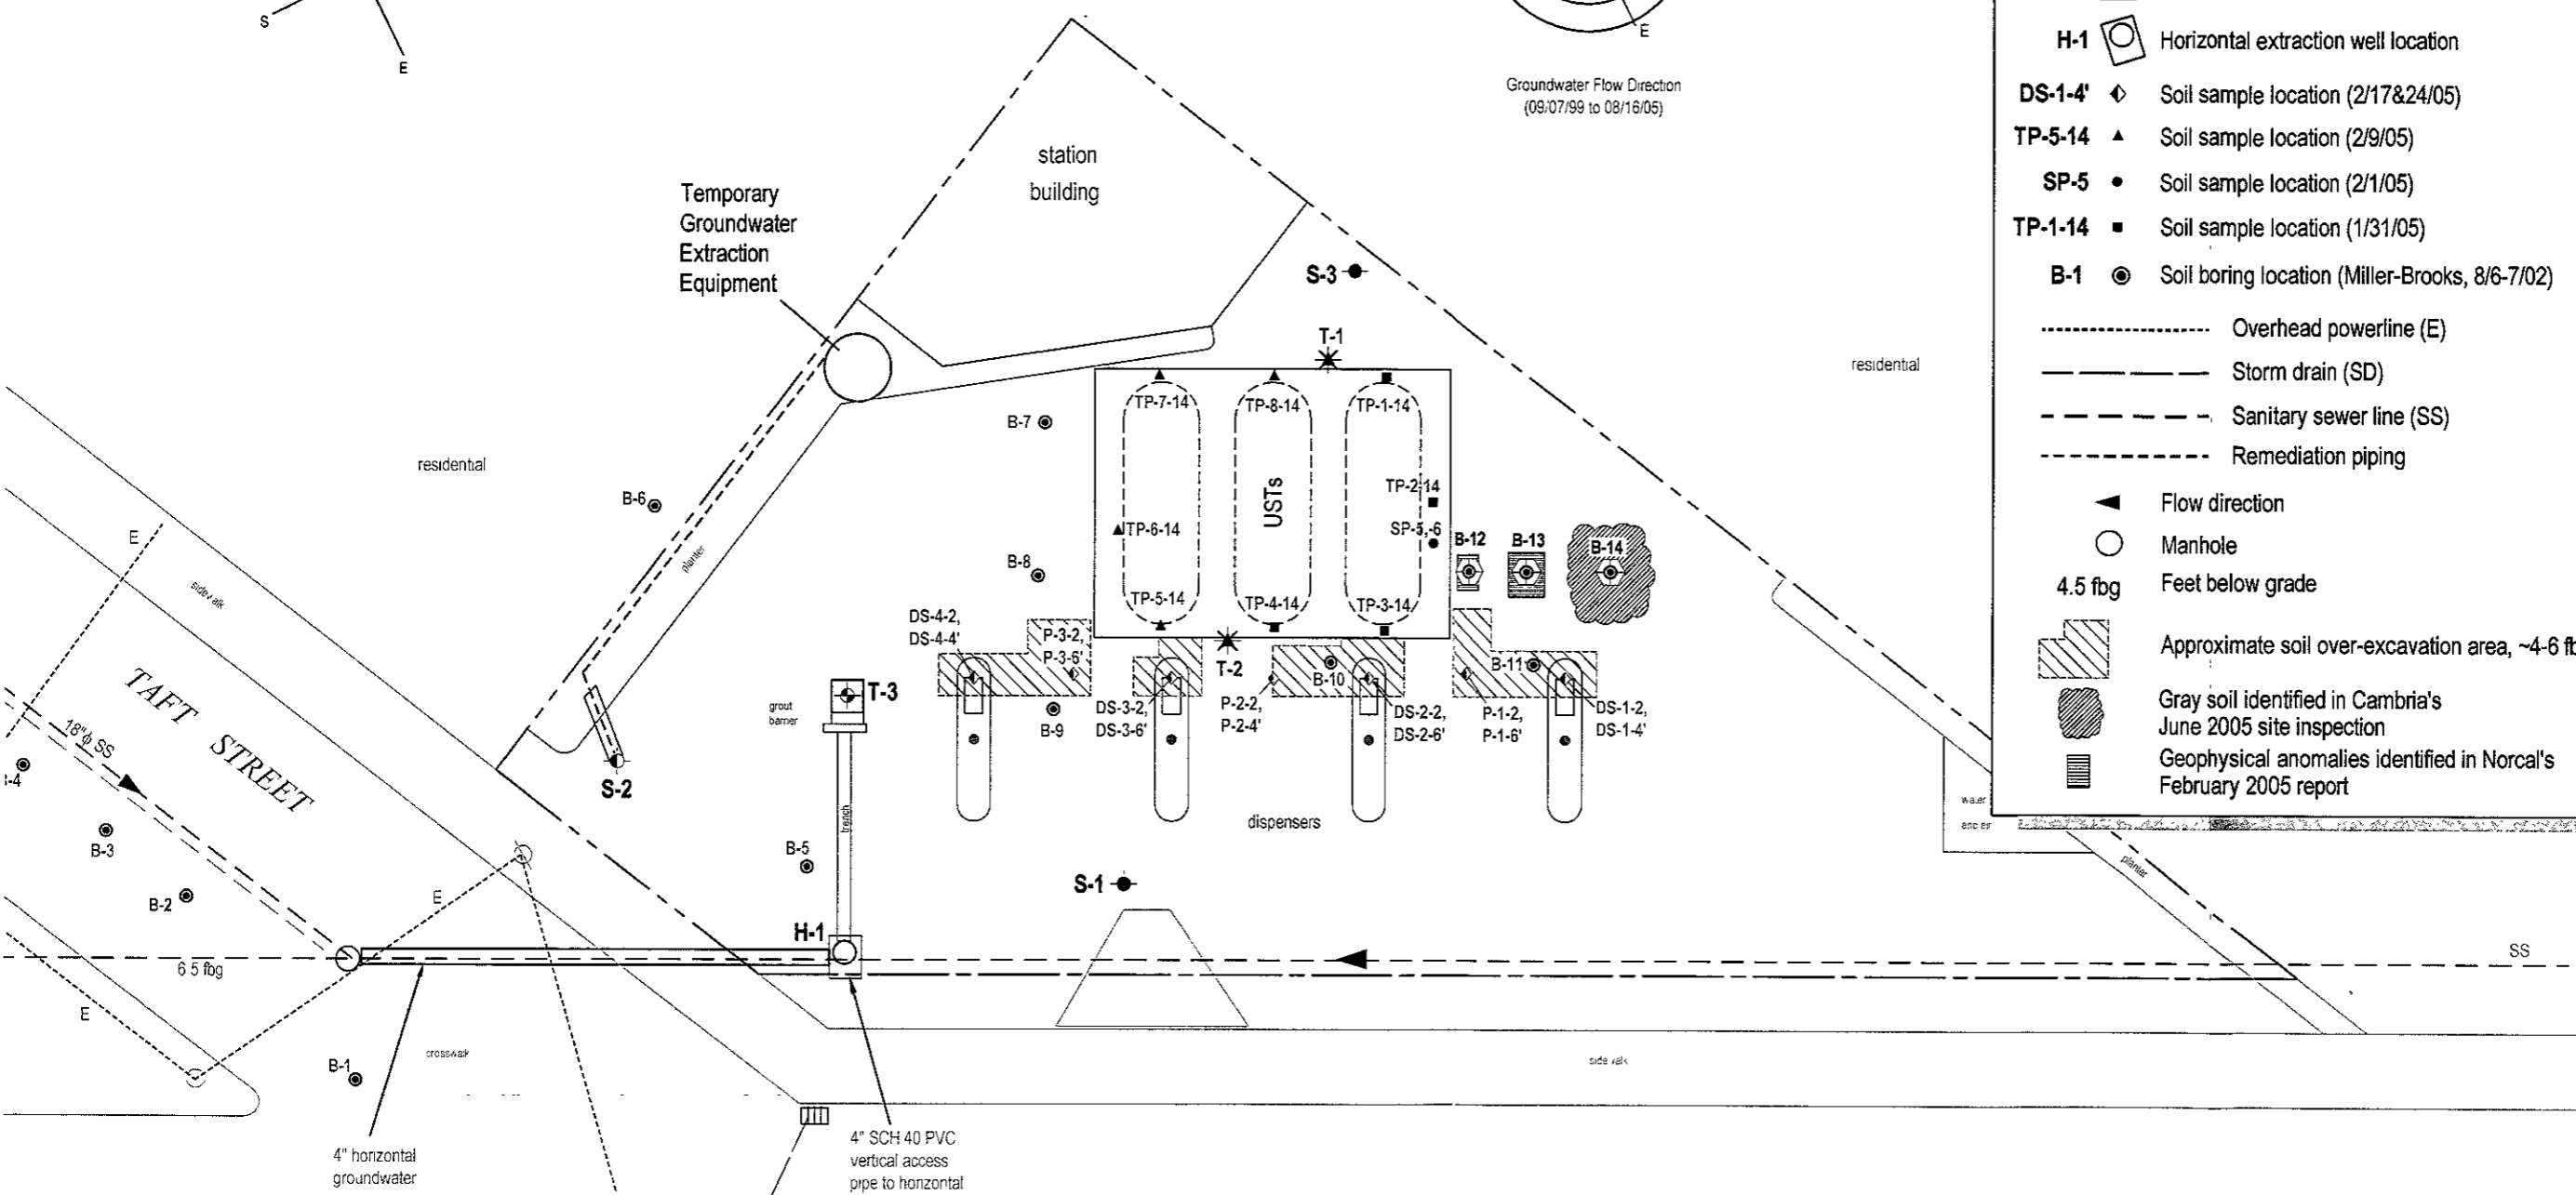 S
E
E
Groundwater Flow Direction
(09/07/99 to 08/16/05)
station
building
Temporary
Groundwater
Extraction
Equipment
S-3
T-1
residential
residential
B-7
B-6
B-8
planter
TP-7-14
TP-8-14
TP-1-14
TP-2-14
TP-6-14
USTs
SP-5,-6
TP-5-14
TP-4-14
TP-3-14
B-12
B-13
B-14
DS-4-2,
DS-4-4'
P-3-2,
P-3-6'
T-2
B-10
B-11
T-3
grout
barrier
B-9
DS-3-2,
DS-3-6'
P-2-2,
P-2-4'
DS-2-2,
DS-2-6'
P-1-2,
P-1-6'
DS-1-2,
DS-1-4'
E
sidewalk
TAFT STREET
18"ϕ SS
S-2
B-3
B-2
B-5
trench
dispensers
S-1
H-1
E
6 5 fbg
E
B-1
crosswalk
SS
planter
water
and air
side walk
4" horizontal
groundwater
4" SCH 40 PVC
vertical access
pipe to horizontal
H-1 Horizontal extraction well location
DS-1-4' Soil sample location (2/17&24/05)
TP-5-14 Soil sample location (2/9/05)
SP-5 Soil sample location (2/1/05)
TP-1-14 Soil sample location (1/31/05)
B-1 Soil boring location (Miller-Brooks, 8/6-7/02)
Overhead powerline (E)
Storm drain (SD)
Sanitary sewer line (SS)
Remediation piping
Flow direction
Manhole
4.5 fbg Feet below grade
Approximate soil over-excavation area, ~4-6 fb
Gray soil identified in Cambria's
June 2005 site inspection
Geophysical anomalies identified in Norcal's
February 2005 report